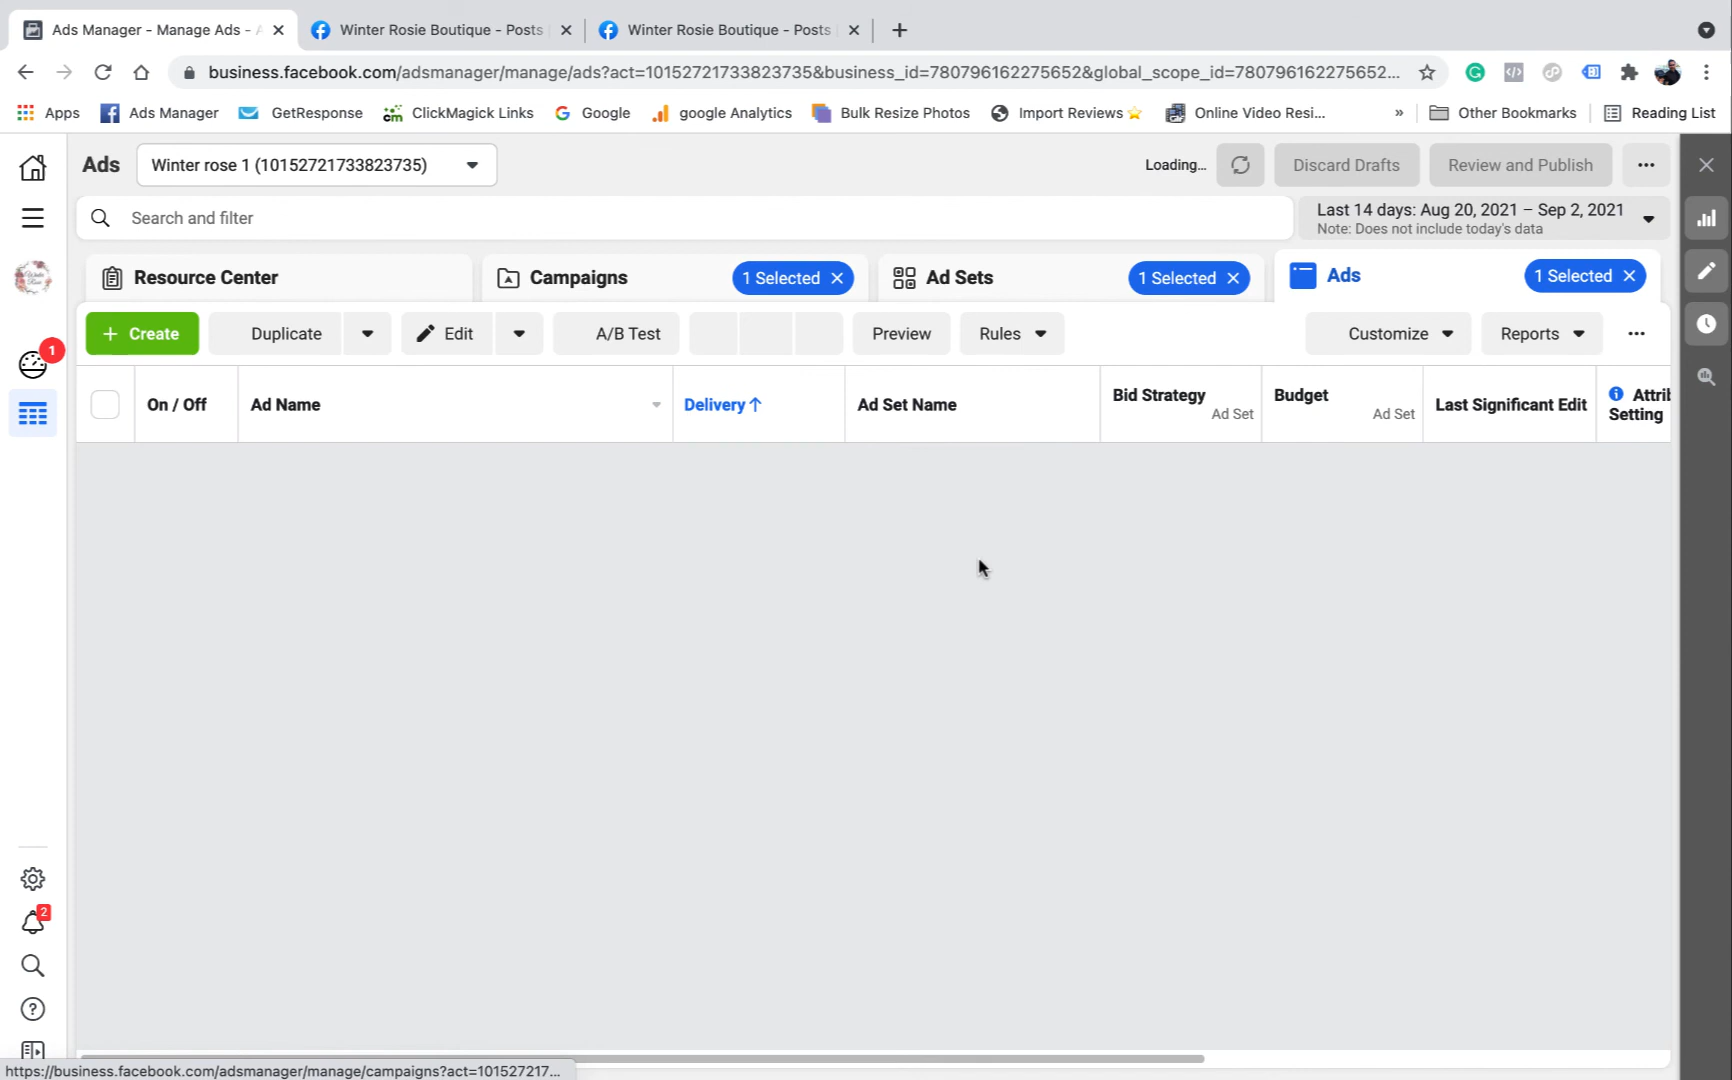 Ads Manager - Manage Ads - A
Winter Rosie Boutique - Posts
Winter Rosie Boutique - Posts
business.facebook.com/adsmanager/manage/ads?act=10152721733823735&business_id=780796162275652&global_scope_id=780796162275652...
Apps
Ads Manager
GetResponse
ClickMagick Links
Google
google Analytics
Bulk Resize Photos
Import Reviews
Online Video Resi...
»
Other Bookmarks
Reading List
Ads
Winter rose 1 (10152721733823735)
Loading...
Discard Drafts
Review and Publish
Search and filter
Last 14 days: Aug 20, 2021 – Sep 2, 2021
Note: Does not include today's data
Resource Center
Campaigns
1 Selected
Ad Sets
1 Selected
Ads
1 Selected
+ Create
Duplicate
Edit
A/B Test
Preview
Rules
Customize
Reports
1
On / Off
Ad Name
Delivery↑
Ad Set Name
Bid Strategy
Ad Set
Budget
Ad Set
Last Significant Edit
Attrib
Setting
2
https://business.facebook.com/adsmanager/manage/campaigns?act=101527217...